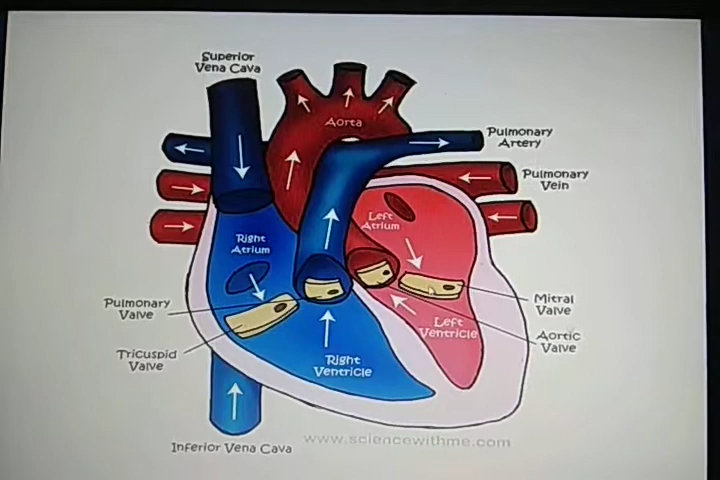 Superior
Vena Cava
Aorta
Pulmonary
Artery
Pulmonary
Vein
Left
Atrium
Right
Atrium
Pulmonary
Valve
Mitral
Valve
Left
Ventricle
Aortic
Valve
Tricuspid
Valve
Right
Ventricle
www.sciencewithme.com
Inferior Vena Cava